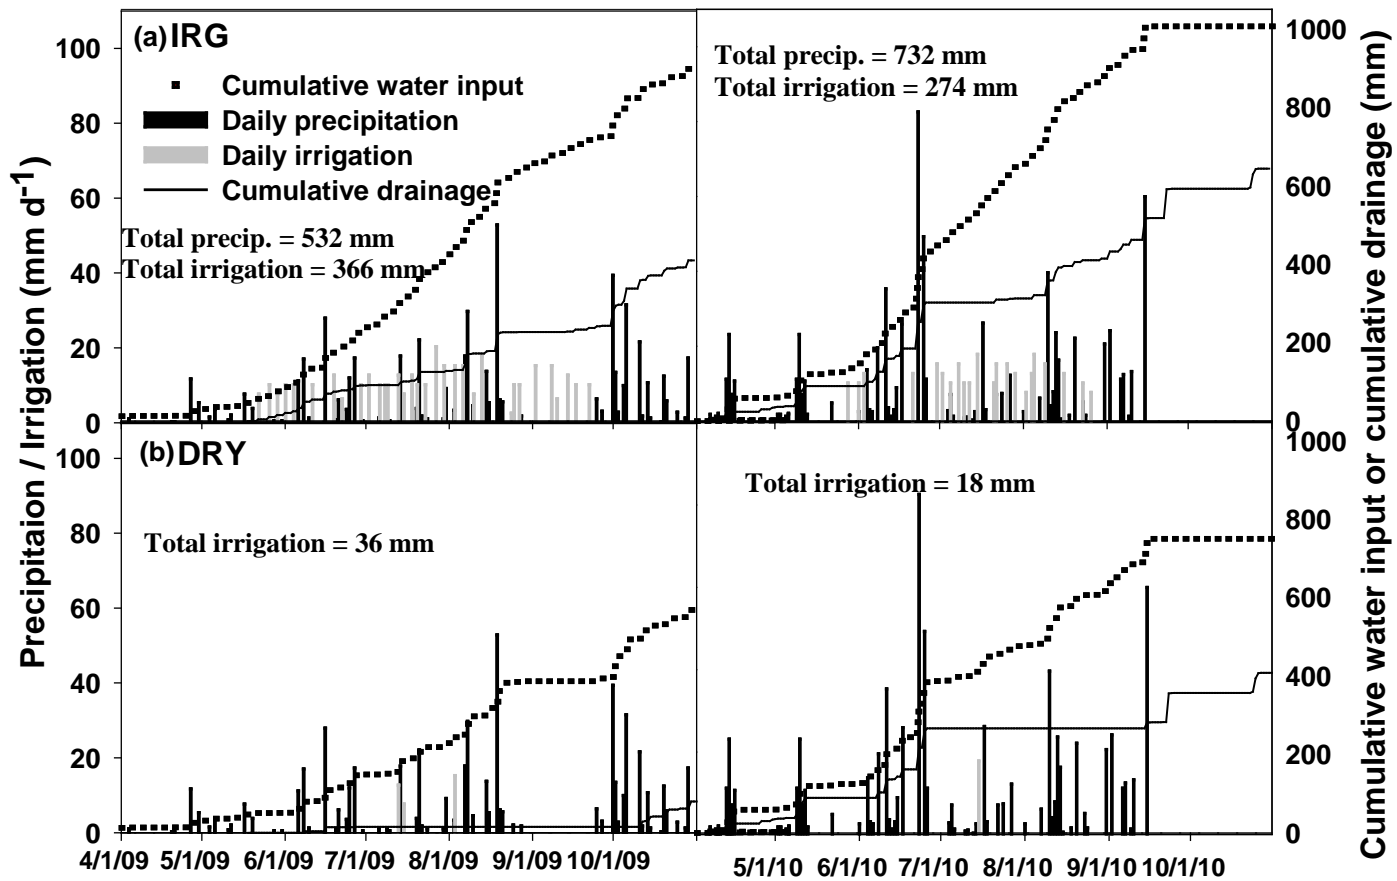 Precipitaion / Irrigation (mm d-1)
(a) IRG
Cumulative water input
Daily precipitation
Daily irrigation
Cumulative drainage
Total precip. = 532 mm
Total irrigation = 366 mm
100
80
60
40
20
0
Total precip. = 732 mm
Total irrigation = 274 mm
1000
800
600
400
200
0
(b) DRY
Total irrigation = 36 mm
100
80
60
40
20
0
Total irrigation = 18 mm
1000
800
600
400
200
0
4/1/09 5/1/09 6/1/09 7/1/09 8/1/09 9/1/09 10/1/09
5/1/10 6/1/10 7/1/10 8/1/10 9/1/10 10/1/10
Cumulative water input or cumulative drainage (mm)